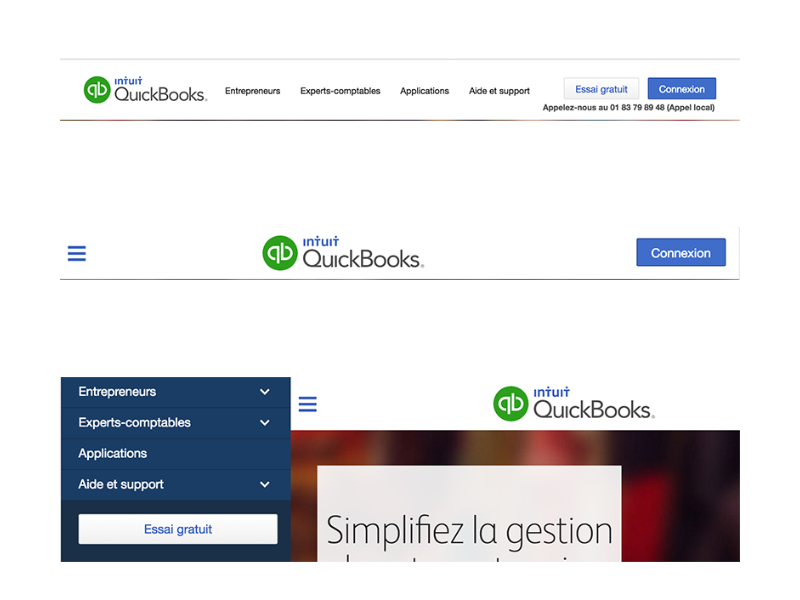 intuit
QuickBooks.
Entrepreneurs Experts-comptables Applications Aide et support Essai gratuit Connexion
Appelez-nous au 01 83 79 89 48 (Appel local)
intuit
QuickBooks.
Connexion
Entrepreneurs
Experts-comptables
Applications
Aide et support
Essai gratuit
intuit
QuickBooks.
Simplifiez la gestion